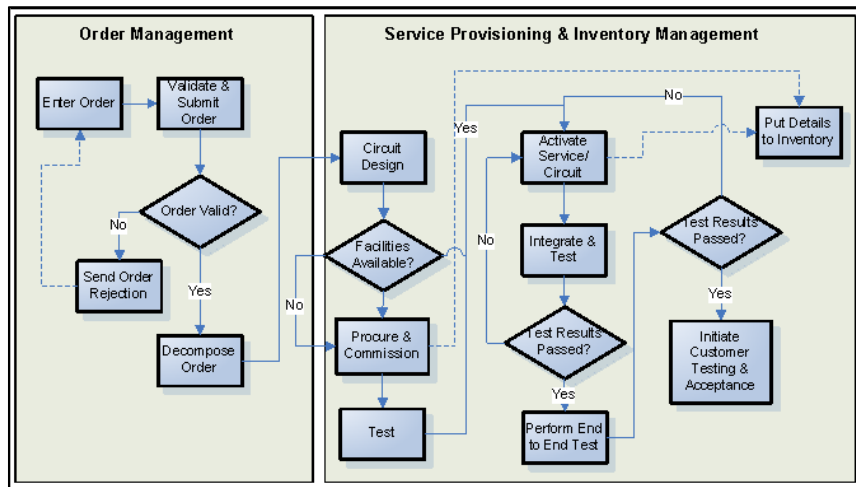 Order Management
Service Provisioning & Inventory Management
Enter Order
Validate &
Submit
Order
Order Valid?
No
Send Order
Rejection
Yes
Decompose
Order
Circuit
Design
Facilities
Available?
No
Yes
Procure &
Commission
Test
Activate
Service/
Circuit
No
Integrate &
Test
Test Results
Passed?
Yes
Perform End
to End Test
No
Test Results
Passed?
Yes
Initiate
Customer
Testing &
Acceptance
Put Details
to Inventory